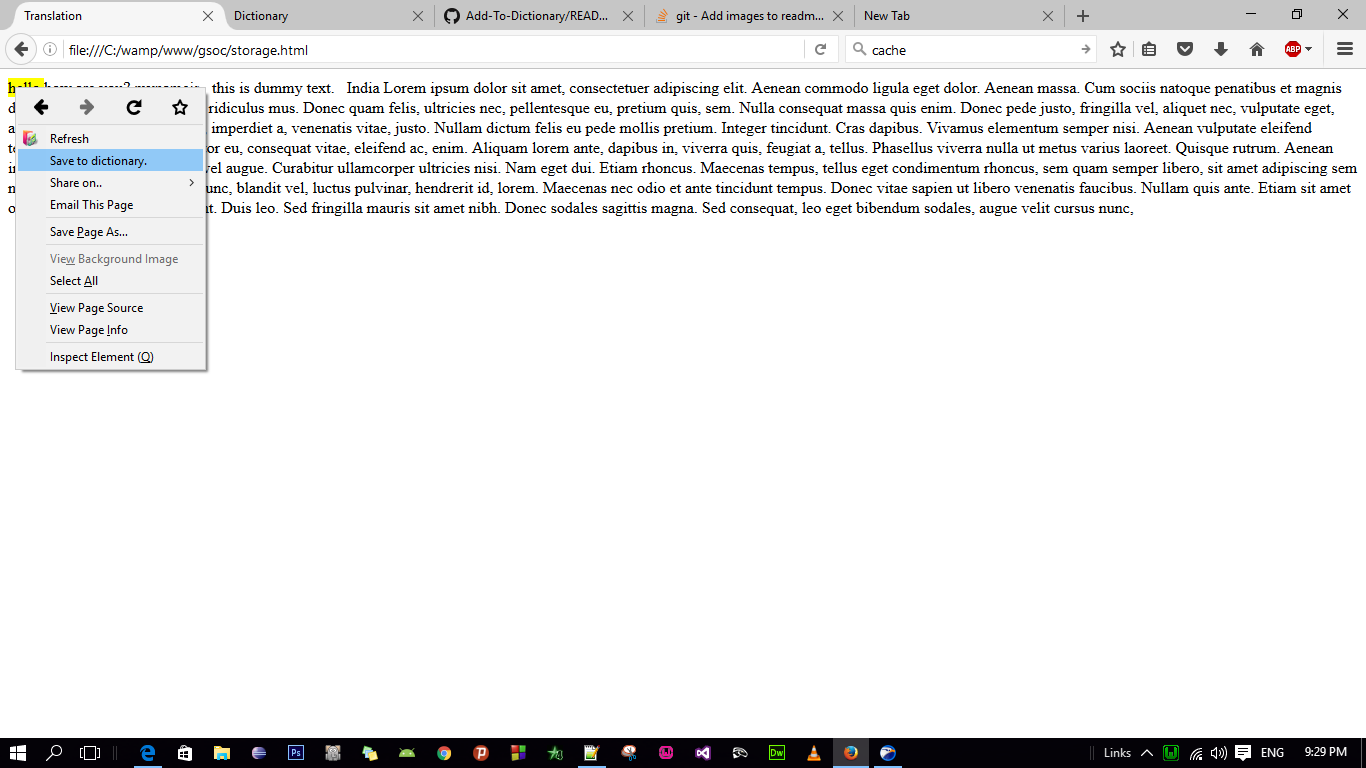 Translation
Dictionary
Add-To-Dictionary/READ...
git - Add images to readm...
New Tab
file:///C:/wamp/www/gsoc/storage.html
cache
ABP
this is dummy text.   India Lorem ipsum dolor sit amet, consectetuer adipiscing elit. Aenean commodo ligula eget dolor. Aenean massa. Cum sociis natoque penatibus et magnis
ridiculus mus. Donec quam felis, ultricies nec, pellentesque eu, pretium quis, sem. Nulla consequat massa quis enim. Donec pede justo, fringilla vel, aliquet nec, vulputate eget,
imperdiet a, venenatis vitae, justo. Nullam dictum felis eu pede mollis pretium. Integer tincidunt. Cras dapibus. Vivamus elementum semper nisi. Aenean vulputate eleifend
eu, consequat vitae, eleifend ac, enim. Aliquam lorem ante, dapibus in, viverra quis, feugiat a, tellus. Phasellus viverra nulla ut metus varius laoreet. Quisque rutrum. Aenean
vel augue. Curabitur ullamcorper ultricies nisi. Nam eget dui. Etiam rhoncus. Maecenas tempus, tellus eget condimentum rhoncus, sem quam semper libero, sit amet adipiscing sem
blandit vel, luctus pulvinar, hendrerit id, lorem. Maecenas nec odio et ante tincidunt tempus. Donec vitae sapien ut libero venenatis faucibus. Nullam quis ante. Etiam sit amet
Duis leo. Sed fringilla mauris sit amet nibh. Donec sodales sagittis magna. Sed consequat, leo eget bibendum sodales, augue velit cursus nunc,
Refresh
Save to dictionary.
Share on..
Email This Page
Save Page As...
View Background Image
Select All
View Page Source
View Page Info
Inspect Element (Q)
Ps
Dw
Links
ENG
9:29 PM